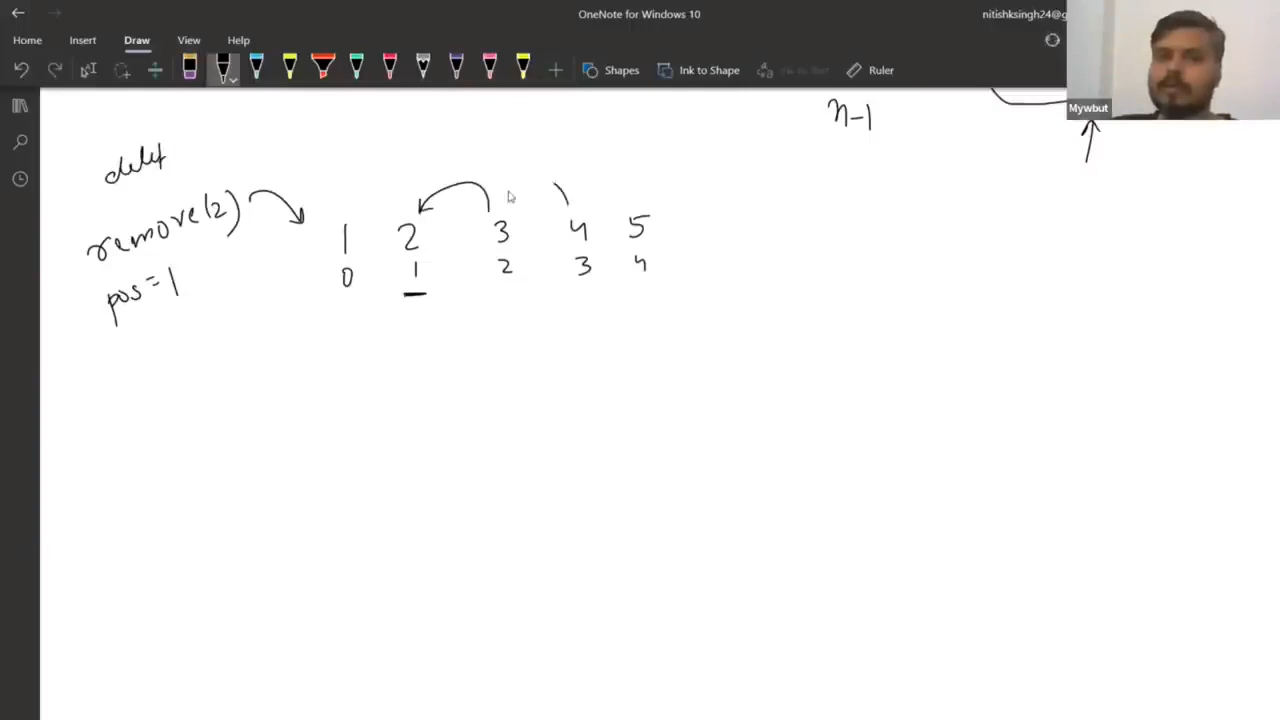 OneNote for Windows 10
nitishksingh24@g
Home Insert Draw View Help
Shapes Ink to Shape Ruler
Mywbut
n-1
remove(2)
1 2 3 4 5
0 1 2 3 4
pos=1